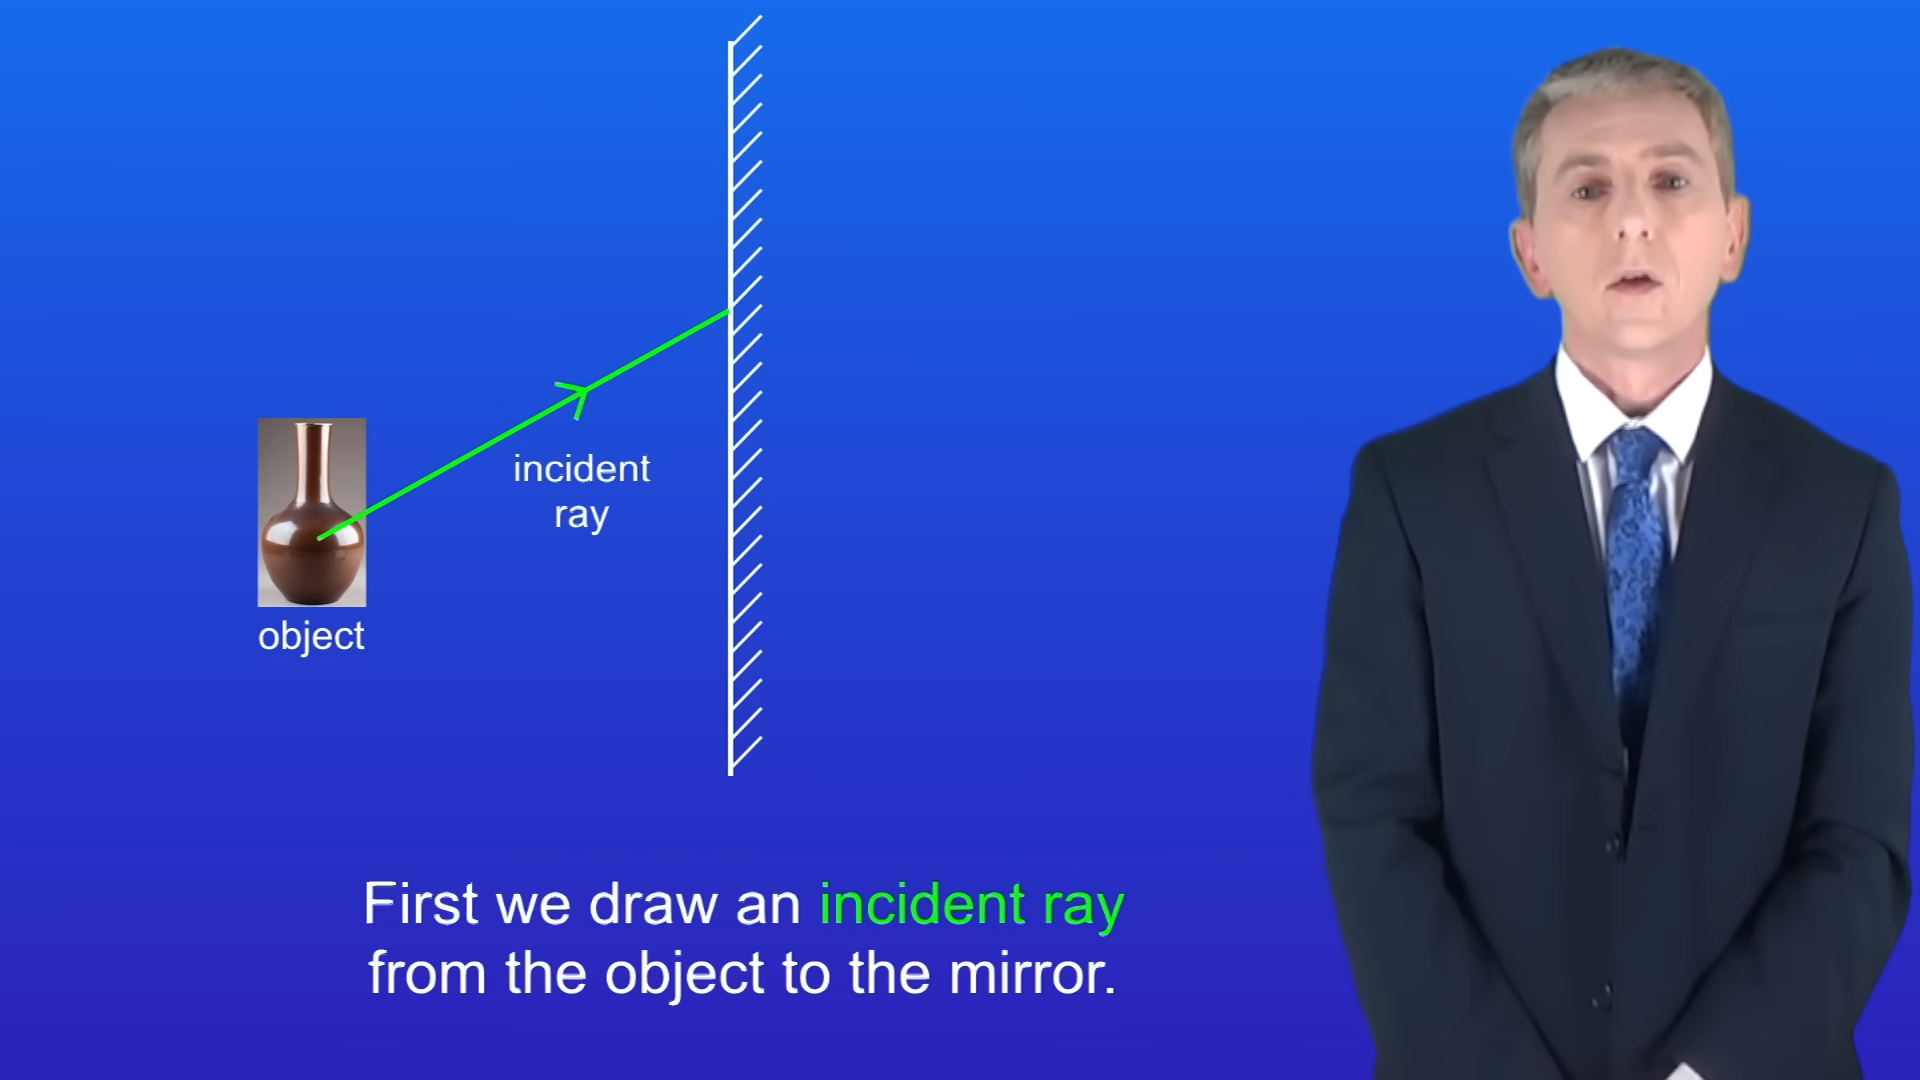 incident
ray
object
First we draw an incident ray
from the object to the mirror.